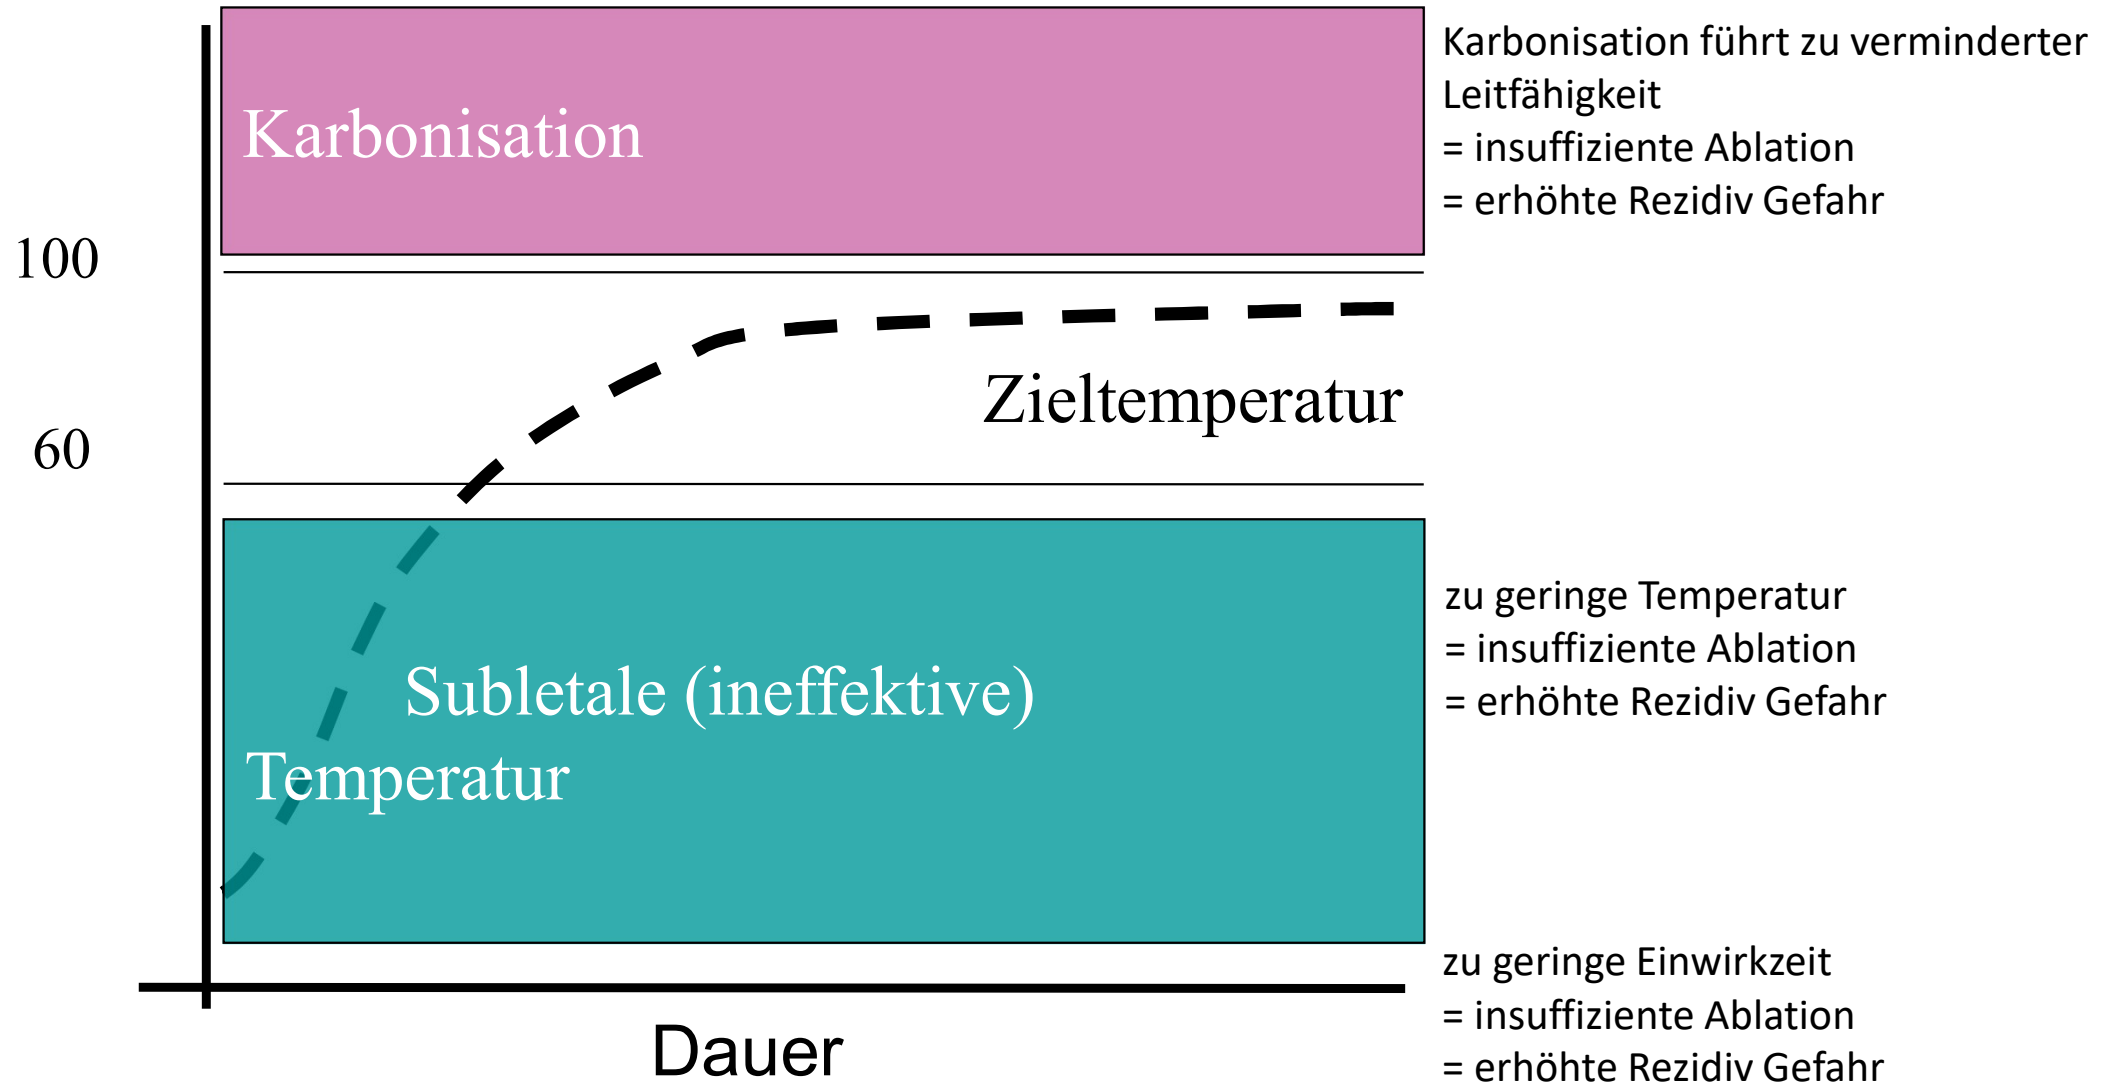 Karbonisation führt zu verminderter
Leitfähigkeit
= insuffiziente Ablation
= erhöhte Rezidiv Gefahr
Karbonisation
100
Zieltemperatur
60
zu geringe Temperatur
= insuffiziente Ablation
= erhöhte Rezidiv Gefahr
Subletale (ineffektive)
Temperatur
zu geringe Einwirkzeit
= insuffiziente Ablation
= erhöhte Rezidiv Gefahr
Dauer